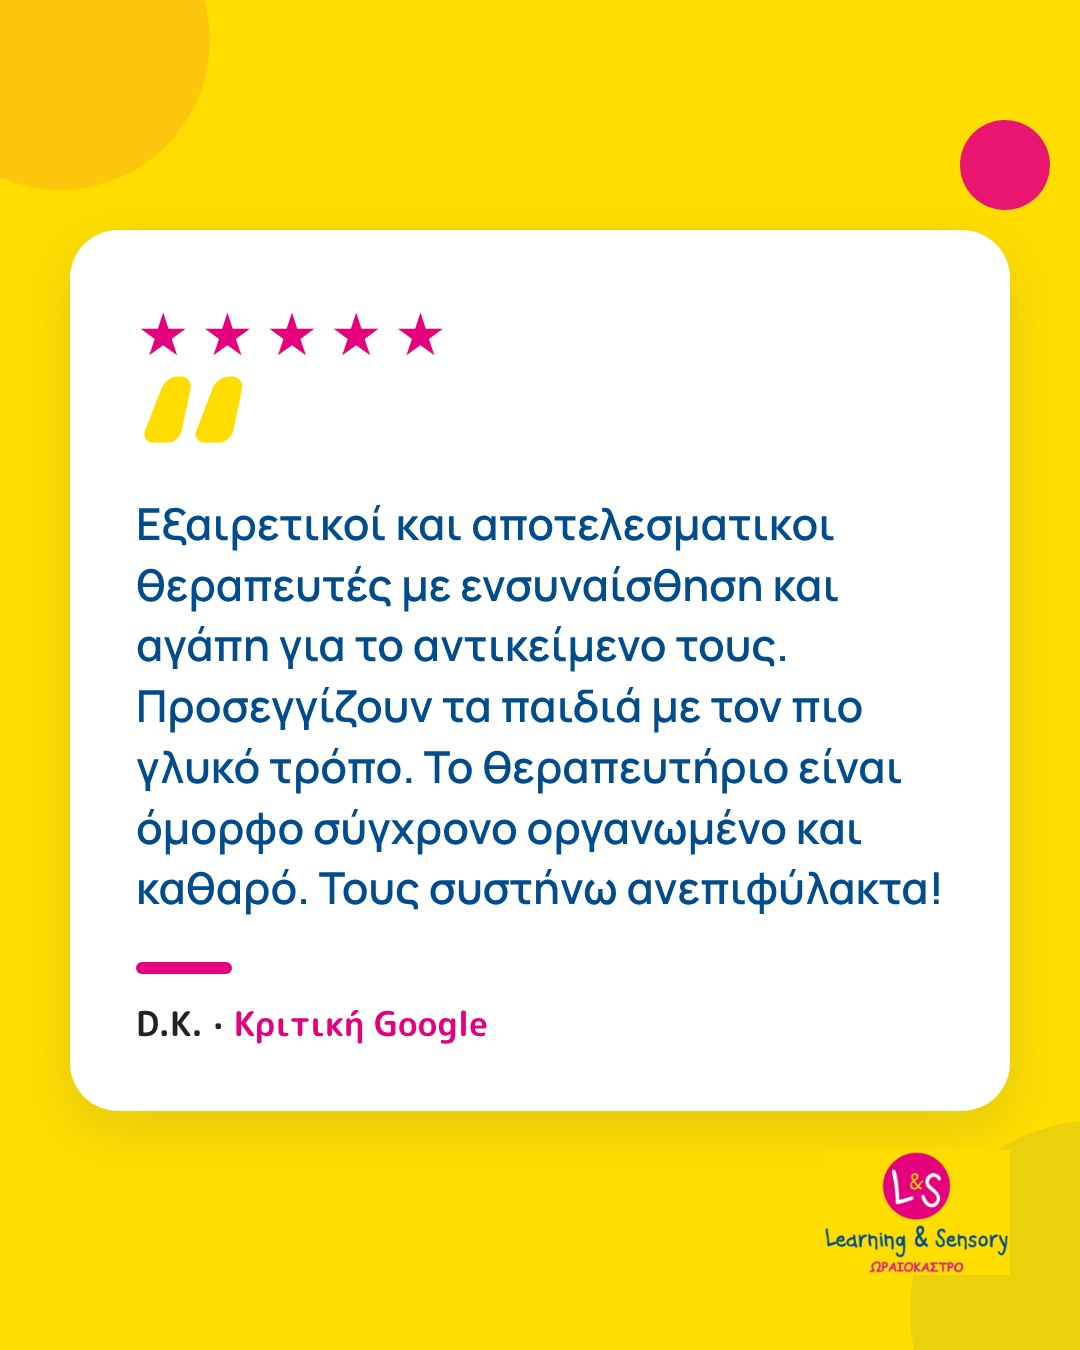 ★★★★★
"
Εξαιρετικοί και αποτελεσματικοι
θεραπευτές με ενσυναίσθηση και
αγάπη για το αντικείμενο τους.
Προσεγγίζουν τα παιδιά με τον πιο
γλυκό τρόπο. Το θεραπευτήριο είναι
όμορφο σύγχρονο οργανωμένο και
καθαρό. Τους συστήνω ανεπιφύλακτα!
D.K. · Κριτική Google
L&S
Learning & Sensory
ΩΡΑΙΟΚΑΣΤΡΟ